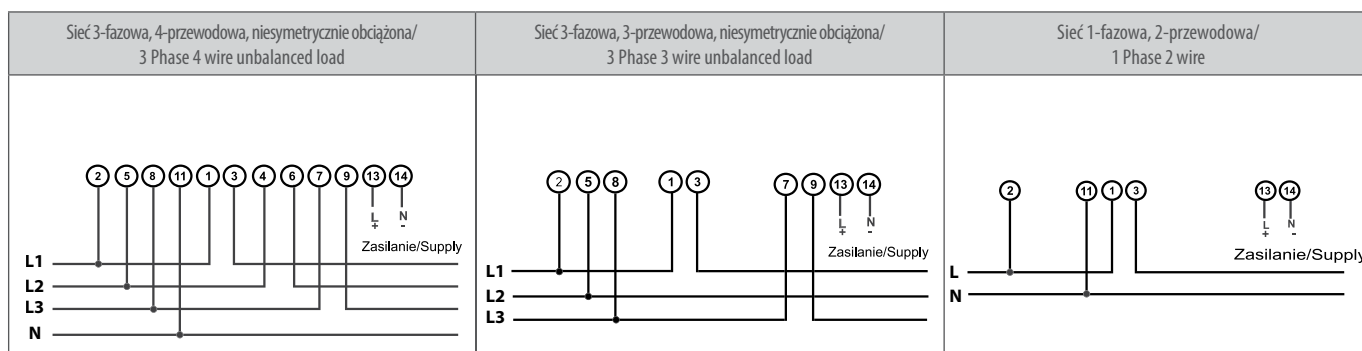 Sieć 3-fazowa, 4-przewodowa, niesymetrycznie obciążona/
3 Phase 4 wire unbalanced load
Sieć 3-fazowa, 3-przewodowa, niesymetrycznie obciążona/
3 Phase 3 wire unbalanced load
Sieć 1-fazowa, 2-przewodowa/
1 Phase 2 wire
2 5 8 11 1 3 4 6 7 9 13 14
L N
+ -
Zasilanie/Supply
L1
L2
L3
N
2 5 8 1 3 7 9 13 14
L N
+ -
Zasilanie/Supply
L1
L2
L3
2 11 1 3 13 14
L N
+ -
Zasilanie/Supply
L
N